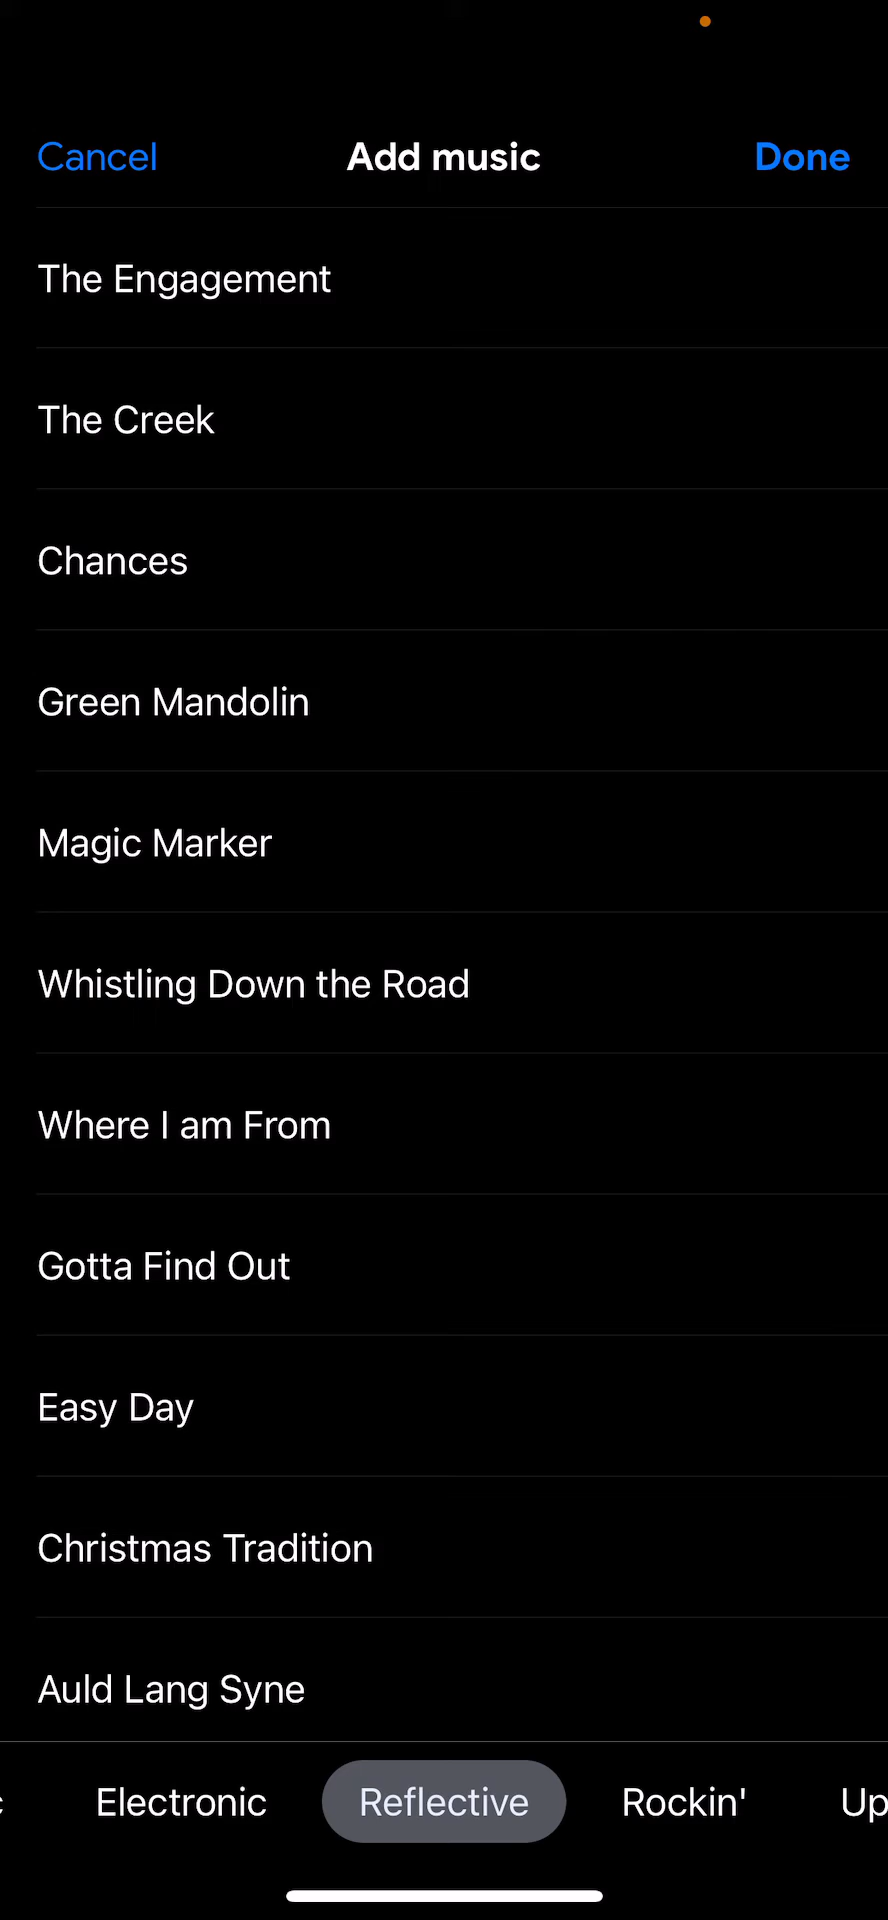 Cancel Add music Done
The Engagement
The Creek
Chances
Green Mandolin
Magic Marker
Whistling Down the Road
Where I am From
Gotta Find Out
Easy Day
Christmas Tradition
Auld Lang Syne
Electronic Reflective Rockin'